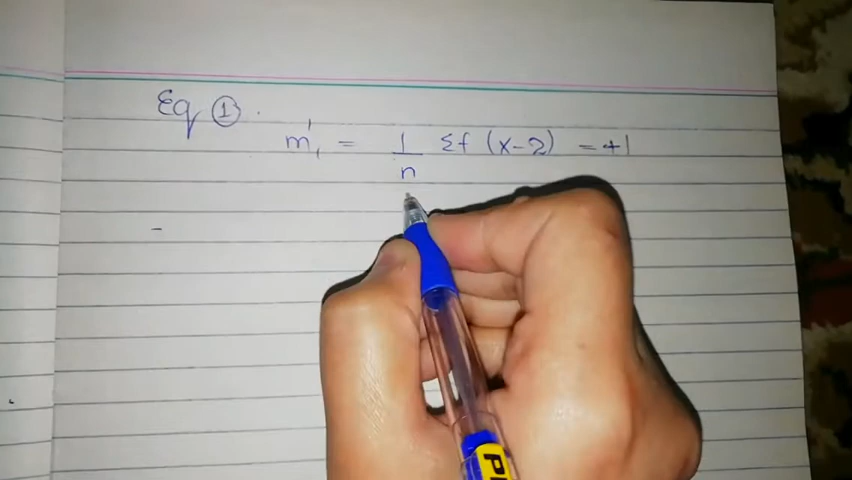 Eq ①.
m'₁ = 1/n Σf (x-2) = +1